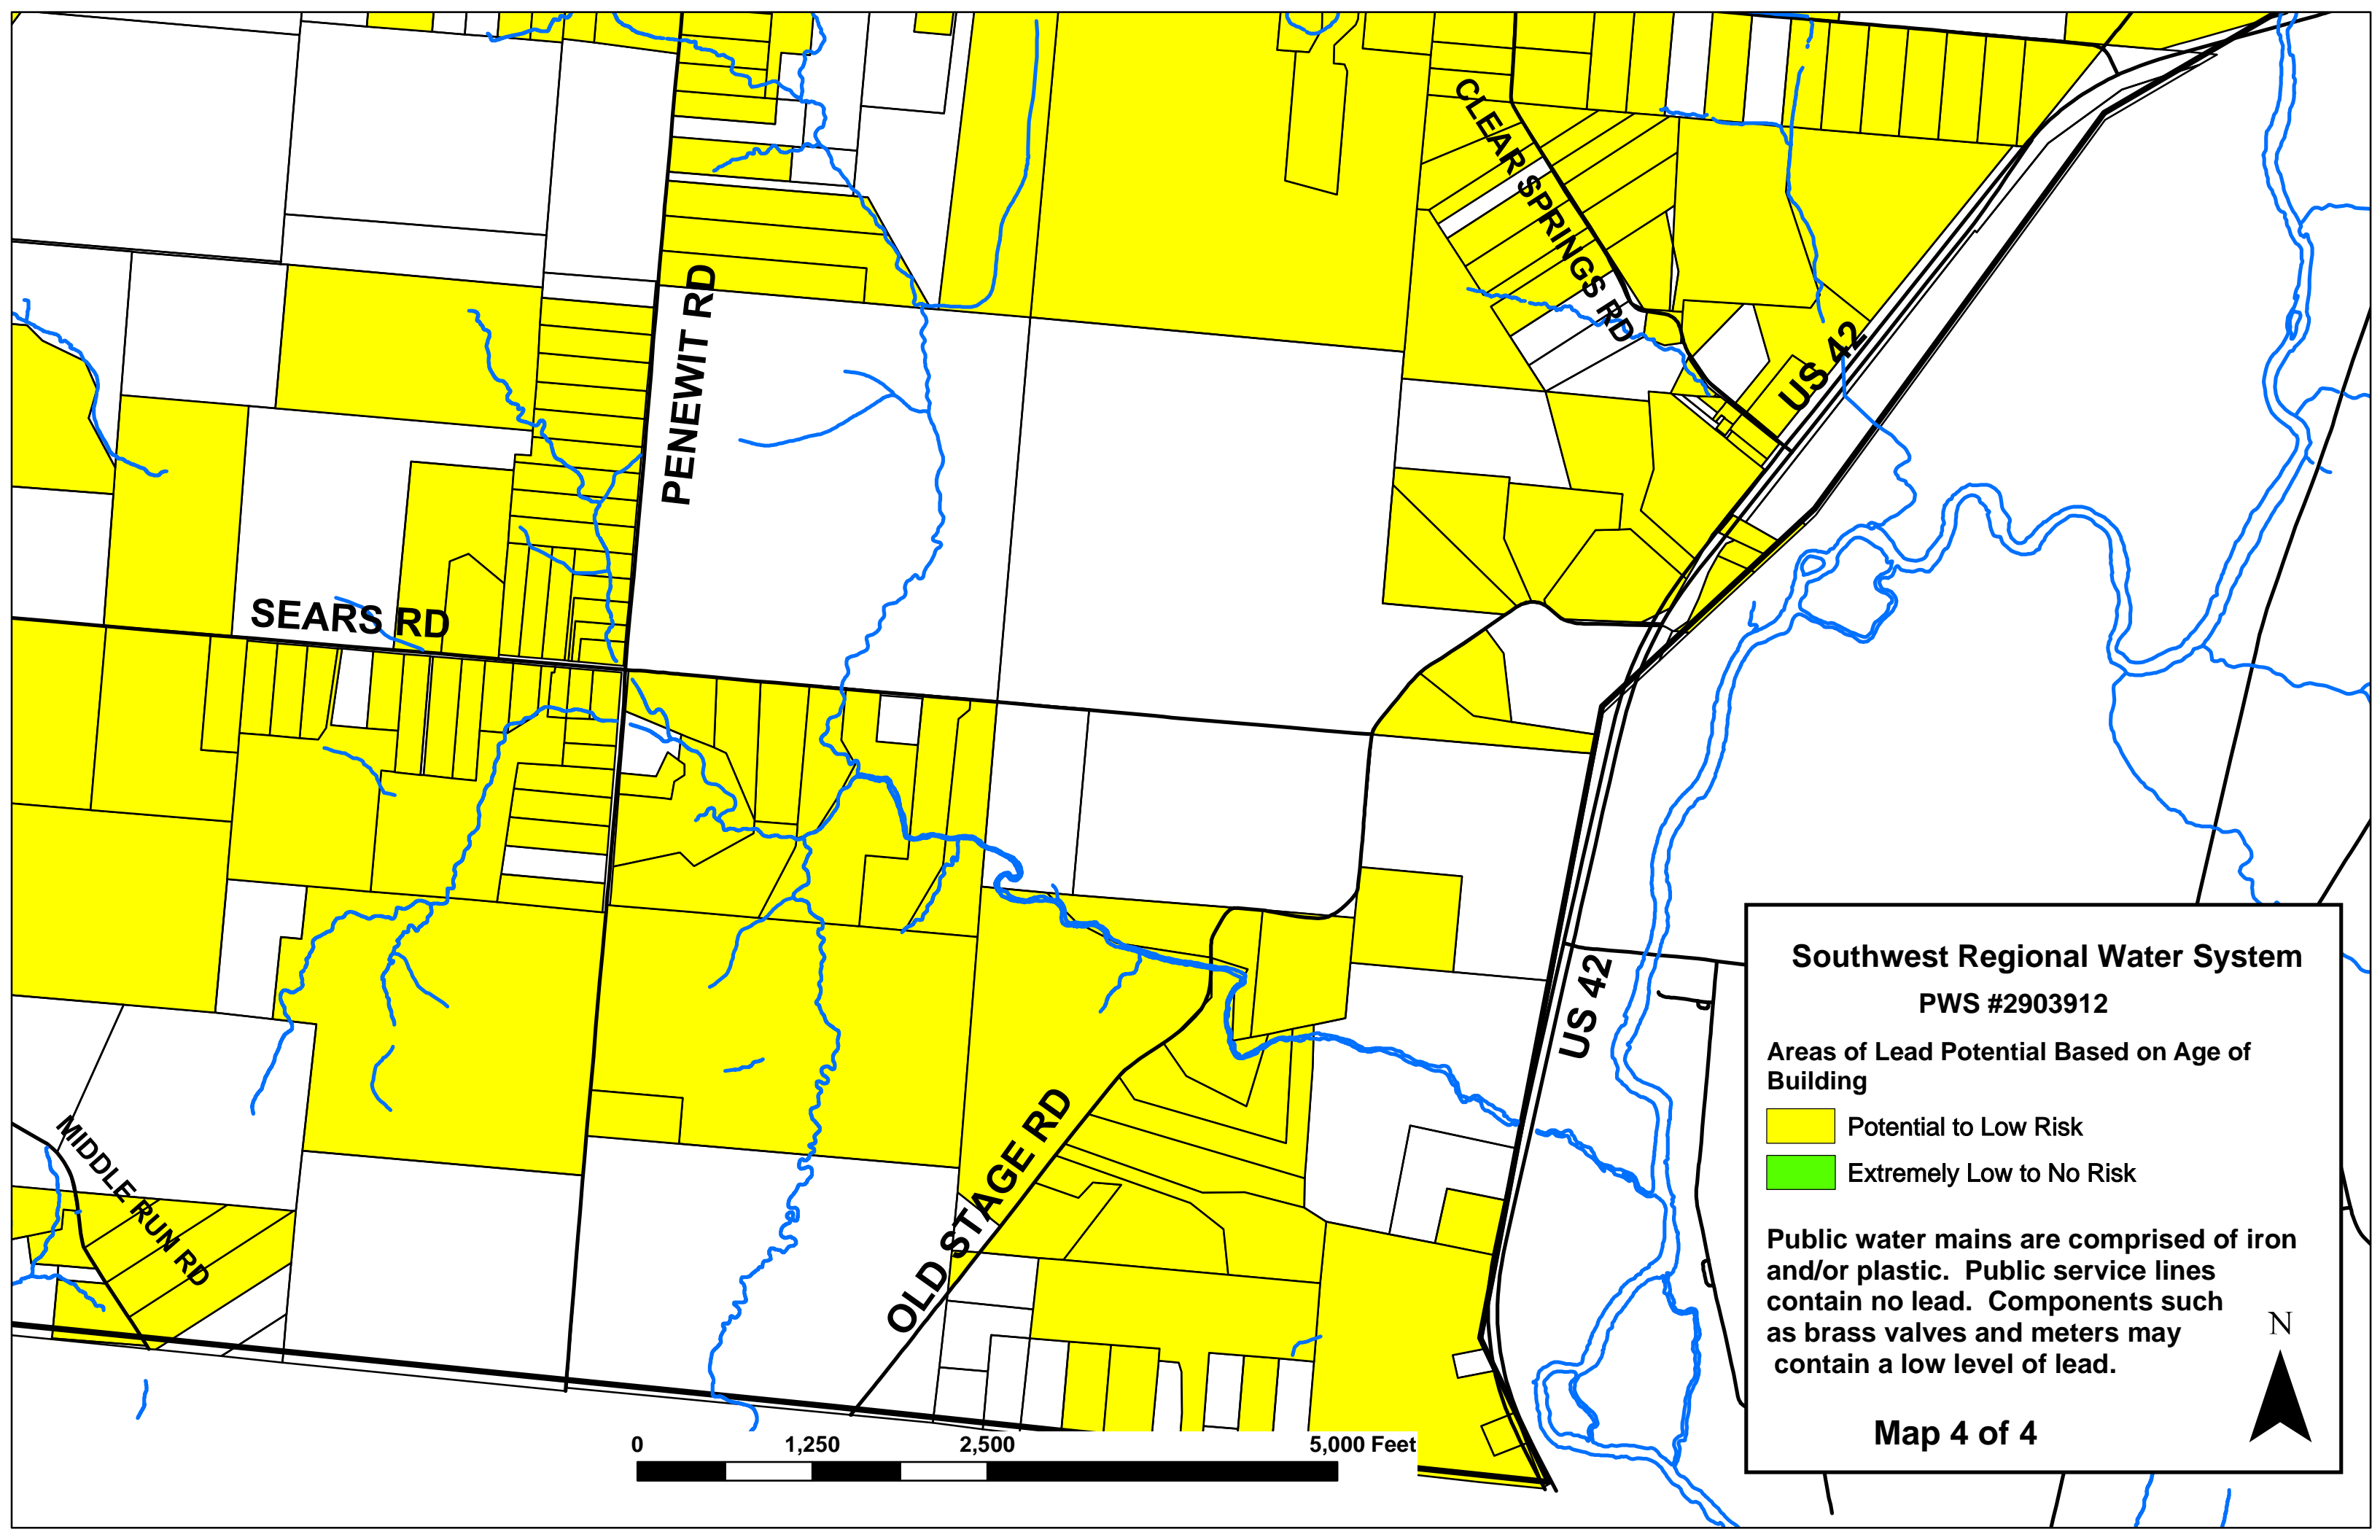 CLEAR SPRINGS RD
PENEWIT RD
US 42
SEARS RD
US 42
MIDDLE RUN RD
OLD STAGE RD
Southwest Regional Water System
PWS #2903912
Areas of Lead Potential Based on Age of
Building
Potential to Low Risk
Extremely Low to No Risk
Public water mains are comprised of iron
and/or plastic.  Public service lines
contain no lead.  Components such
as brass valves and meters may
contain a low level of lead.
N
Map 4 of 4
0 1,250 2,500 5,000 Feet